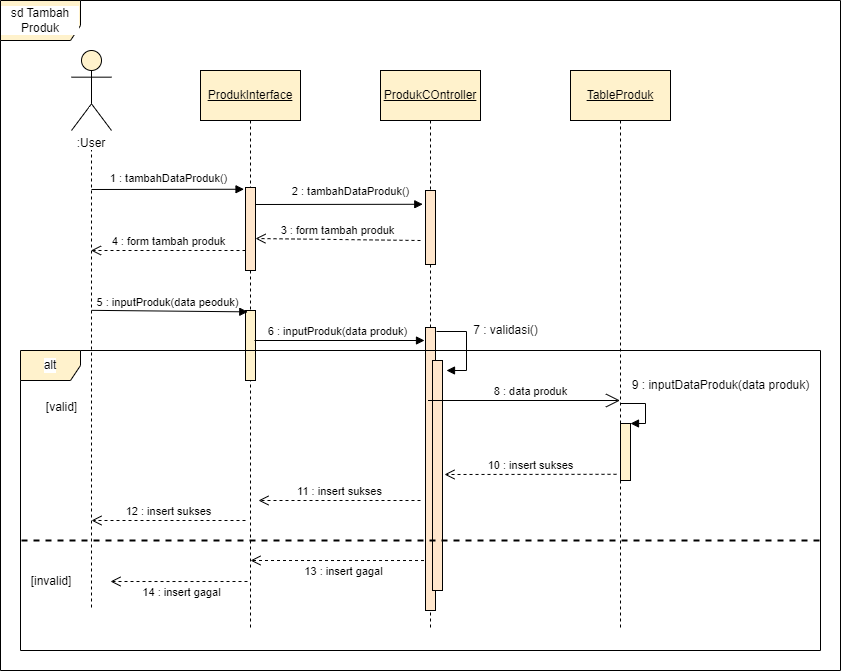 sd Tambah
Produk
:User
ProdukInterface
ProdukCOntroller
TableProduk
1 : tambahDataProduk()
2 : tambahDataProduk()
3 : form tambah produk
4 : form tambah produk
5 : inputProduk(data peoduk)
6 : inputProduk(data produk)
7 : validasi()
alt
[valid]
8 : data produk
9 : inputDataProduk(data produk)
10 : insert sukses
11 : insert sukses
12 : insert sukses
[invalid]
13 : insert gagal
14 : insert gagal